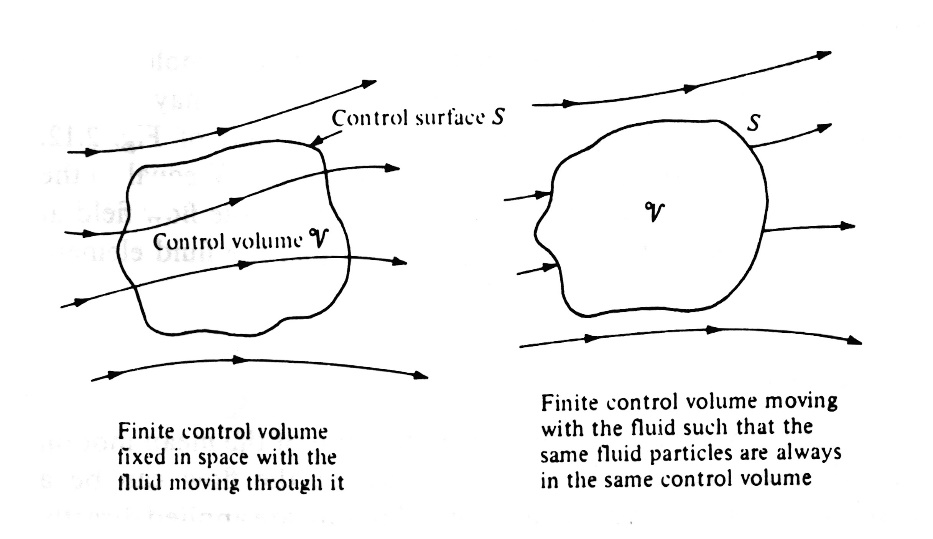 Control surface S
S
𝒱
Control volume 𝒱
Finite control volume
fixed in space with the
fluid moving through it
Finite control volume moving
with the fluid such that the
same fluid particles are always
in the same control volume